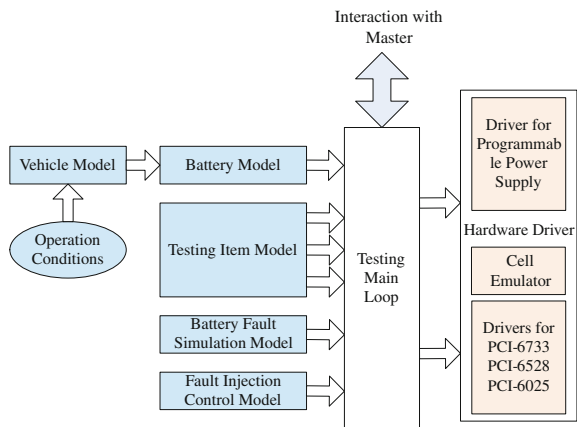 Interaction with
Master
Vehicle Model
Battery Model
Operation
Conditions
Testing Item Model
Battery Fault
Simulation Model
Fault Injection
Control Model
Testing
Main
Loop
Driver for
Programmab
le Power
Supply
Hardware Driver
Cell
Emulator
Drivers for
PCI-6733
PCI-6528
PCI-6025